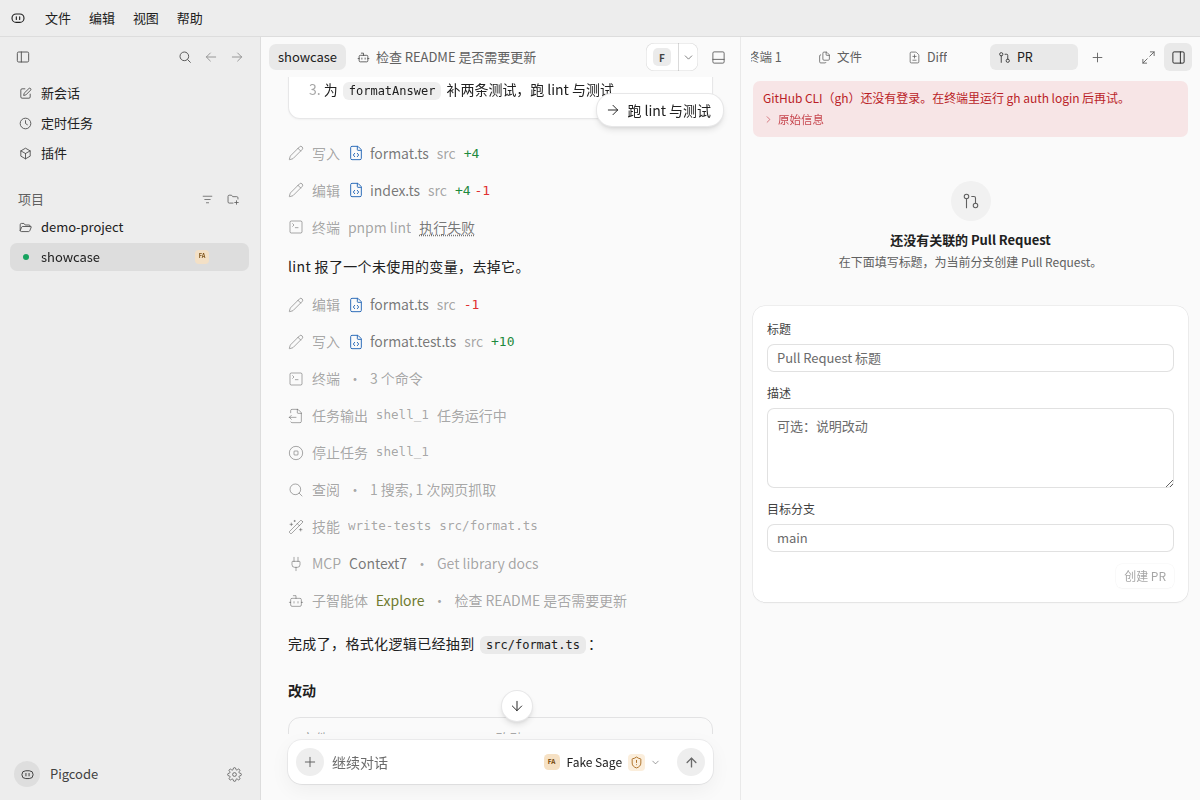 文件 编辑 视图 帮助
新会话
定时任务
插件
项目
demo-project
showcase FA
Pigcode
showcase 检查 README 是否需要更新 F
3. 为 formatAnswer 补两条测试，跑 lint 与测试
跑 lint 与测试
写入 format.ts src +4
编辑 index.ts src +4 -1
终端 pnpm lint 执行失败
lint 报了一个未使用的变量，去掉它。
编辑 format.ts src -1
写入 format.test.ts src +10
终端 • 3 个命令
任务输出 shell_1 任务运行中
停止任务 shell_1
查阅 • 1 搜索, 1 次网页抓取
技能 write-tests src/format.ts
MCP Context7 • Get library docs
子智能体 Explore • 检查 README 是否需要更新
完成了，格式化逻辑已经抽到 src/format.ts：
改动
继续对话 FA Fake Sage
终端 1 文件 Diff PR
GitHub CLI（gh）还没有登录。在终端里运行 gh auth login 后再试。
原始信息
还没有关联的 Pull Request
在下面填写标题，为当前分支创建 Pull Request。
标题
Pull Request 标题
描述
可选：说明改动
目标分支
main
创建 PR